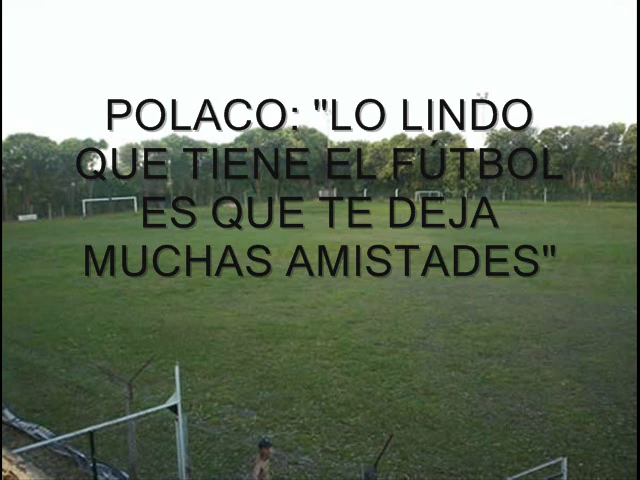 POLACO: "LO LINDO
QUE TIENE EL FÚTBOL
ES QUE TE DEJA
MUCHAS AMISTADES"